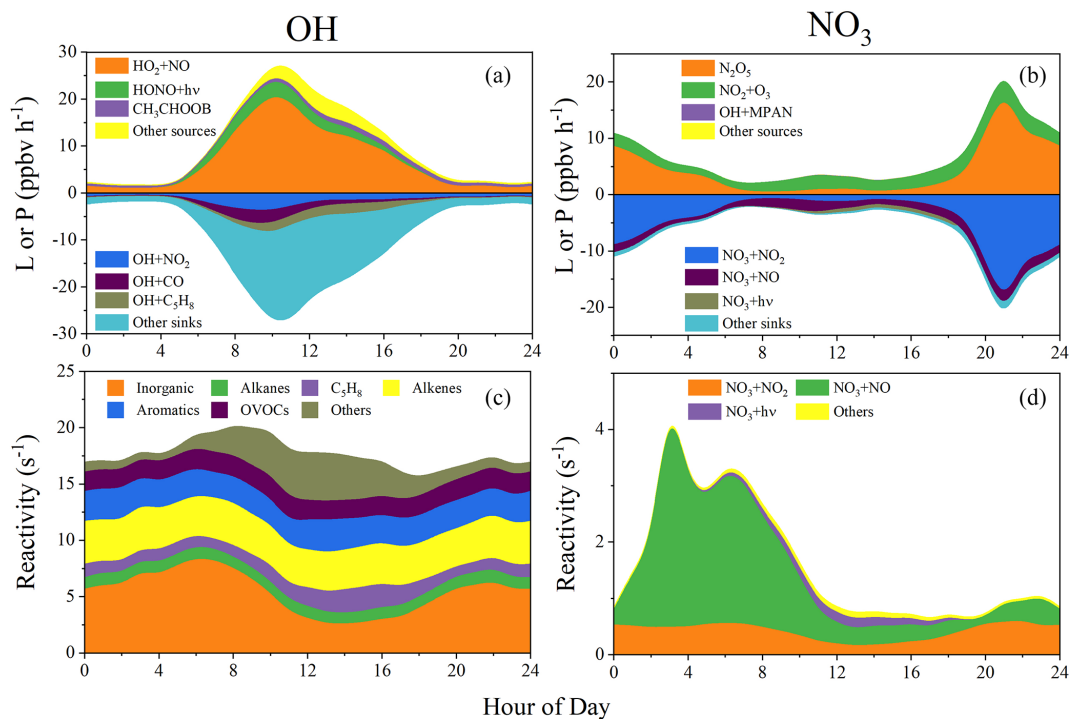 OH
NO₃
(a)
30
20
10
0
-10
-20
-30
L or P (ppbv h⁻¹)
HO₂+NO
HONO+hν
CH₃CHOOB
Other sources
OH+NO₂
OH+CO
OH+C₅H₈
Other sinks
0 4 8 12 16 20 24
(b)
20
10
0
-10
-20
L or P (ppbv h⁻¹)
N₂O₅
NO₂+O₃
OH+MPAN
Other sources
NO₃+NO₂
NO₃+NO
NO₃+hν
Other sinks
0 4 8 12 16 20 24
(c)
25
20
15
10
5
0
Reactivity (s⁻¹)
Inorganic Alkanes C₅H₈ Alkenes
Aromatics OVOCs Others
0 4 8 12 16 20 24
(d)
4
2
0
Reactivity (s⁻¹)
NO₃+NO₂ NO₃+NO
NO₃+hν Others
0 4 8 12 16 20 24
Hour of Day